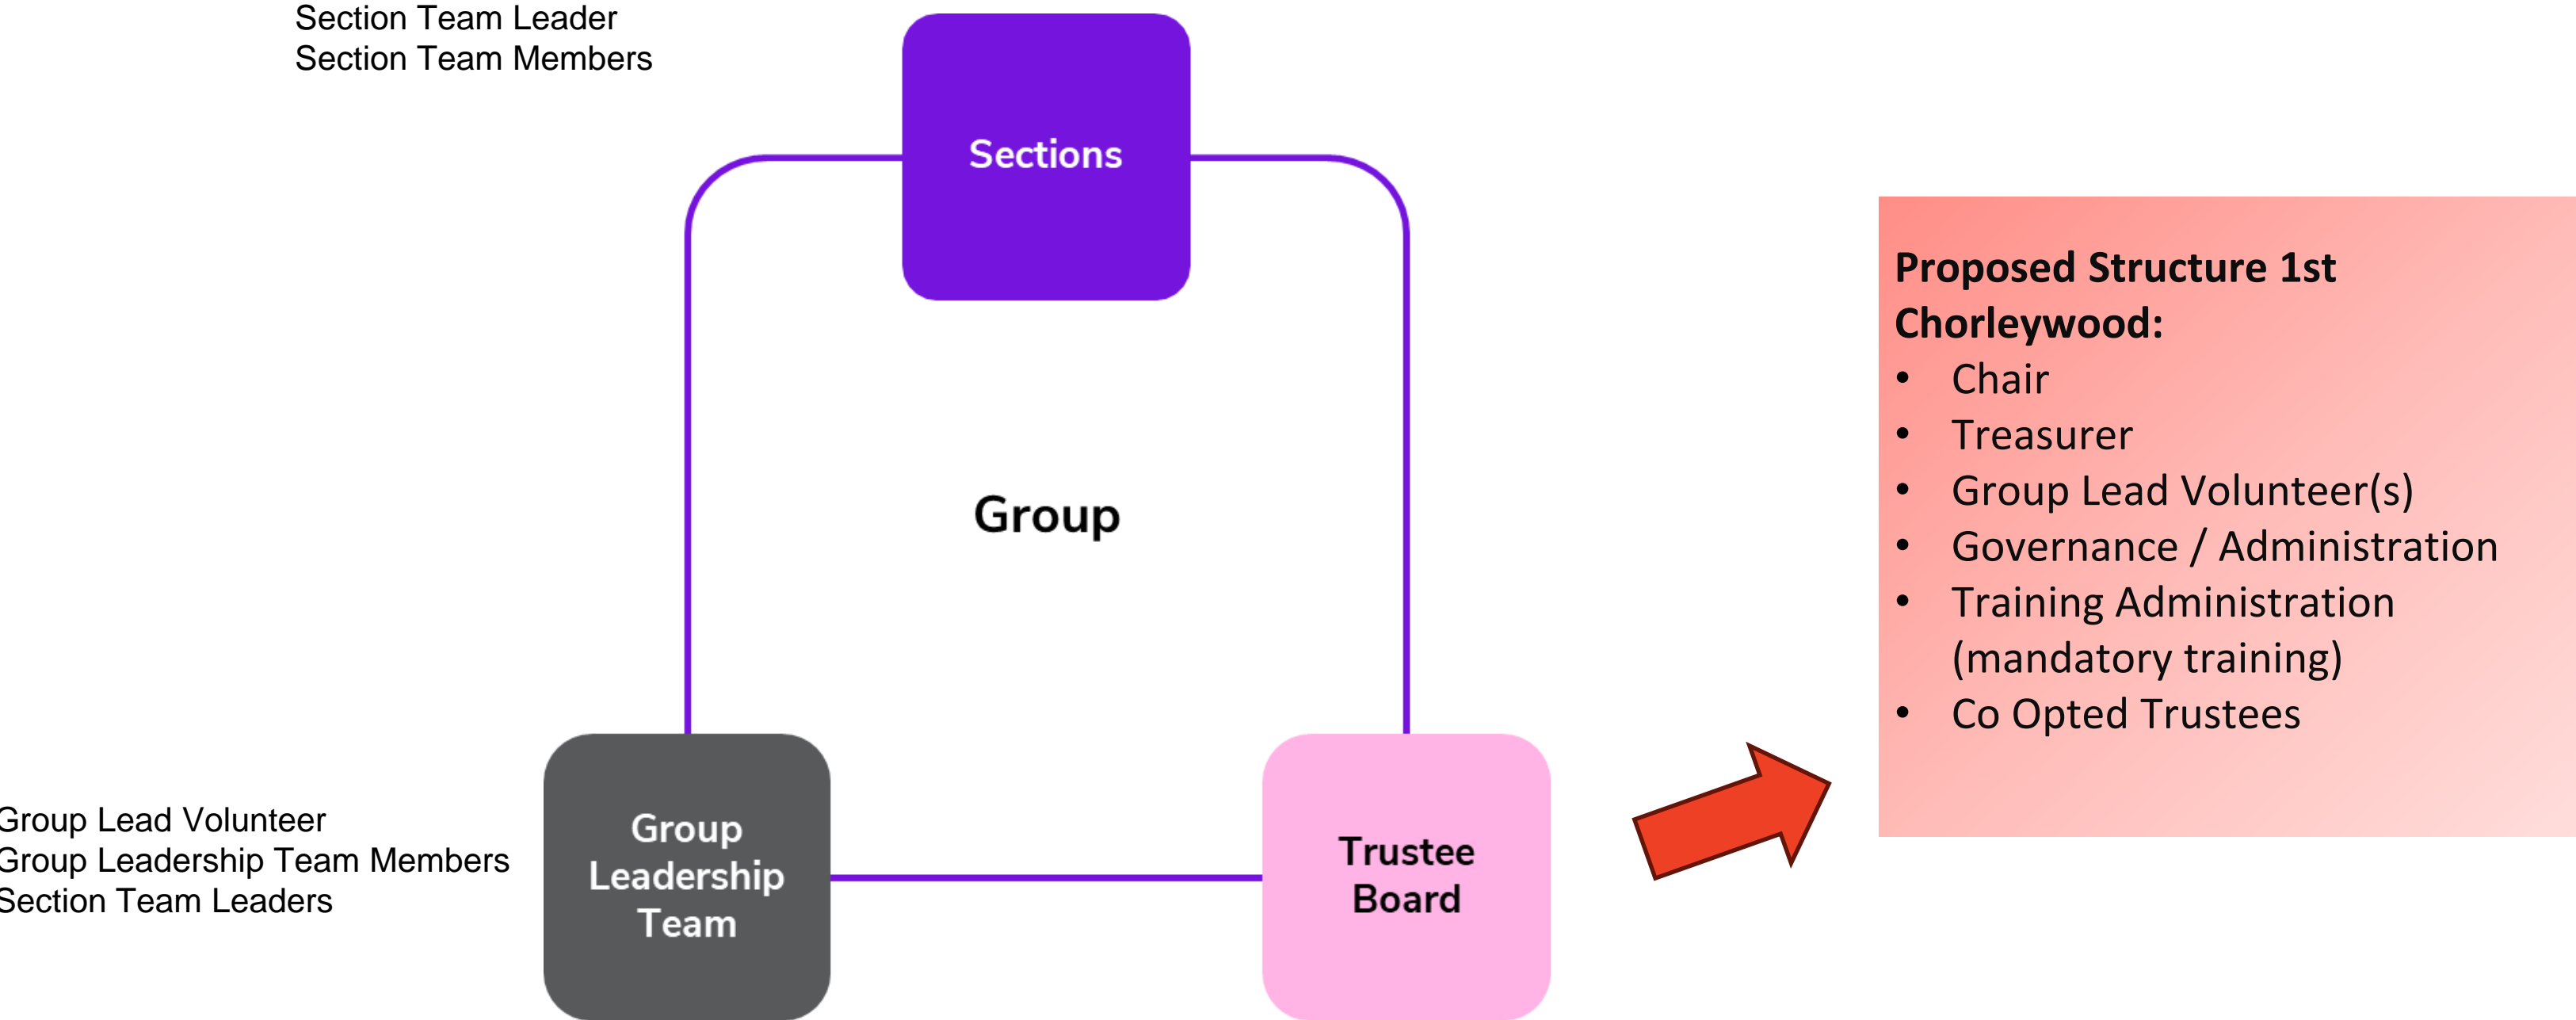 Section Team Leader
Section Team Members
Sections
Group
Proposed Structure 1st
Chorleywood:
• Chair
• Treasurer
• Group Lead Volunteer(s)
• Governance / Administration
• Training Administration
(mandatory training)
• Co Opted Trustees
Group Lead Volunteer
Group Leadership Team Members
Section Team Leaders
Group
Leadership
Team
Trustee
Board